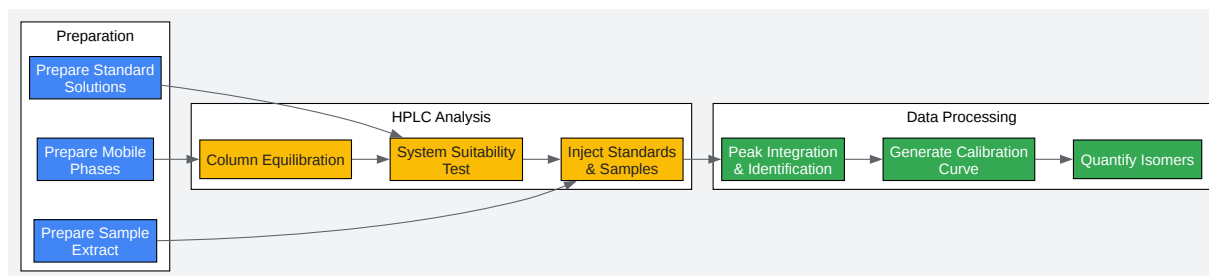 Preparation
Prepare Standard
Solutions
Prepare Mobile
Phases
Prepare Sample
Extract
HPLC Analysis
Column Equilibration
System Suitability
Test
Inject Standards
& Samples
Data Processing
Peak Integration
& Identification
Generate Calibration
Curve
Quantify Isomers